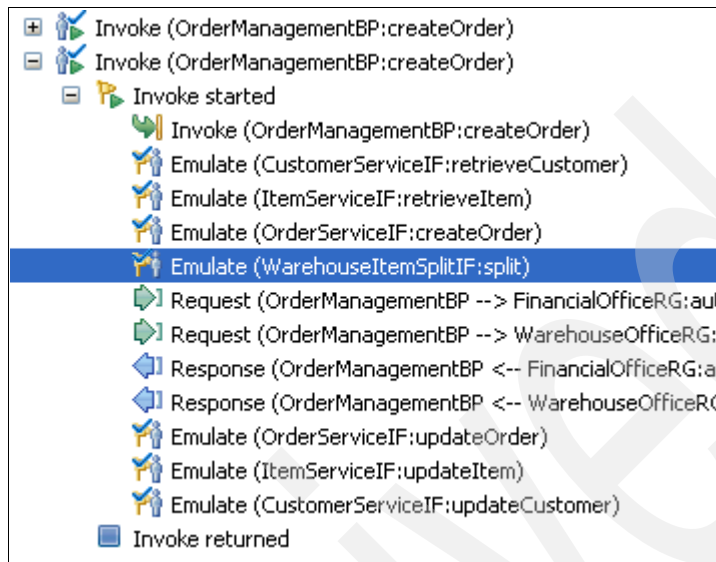 Invoke (OrderManagementBP:createOrder)
Invoke (OrderManagementBP:createOrder)
Invoke started
Invoke (OrderManagementBP:createOrder)
Emulate (CustomerServiceIF:retrieveCustomer)
Emulate (ItemServiceIF:retrieveItem)
Emulate (OrderServiceIF:createOrder)
Emulate (WarehouseItemSplitIF:split)
Request (OrderManagementBP --> FinancialOfficeRG:aut
Request (OrderManagementBP --> WarehouseOfficeRG:
Response (OrderManagementBP <-- FinancialOfficeRG:a
Response (OrderManagementBP <-- WarehouseOfficeRG
Emulate (OrderServiceIF:updateOrder)
Emulate (ItemServiceIF:updateItem)
Emulate (CustomerServiceIF:updateCustomer)
Invoke returned